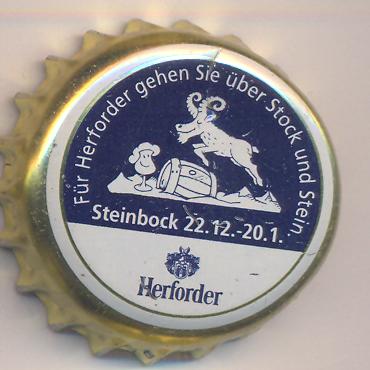 Für Herforder gehen Sie über Stock und Stein.
Steinbock 22.12.-20.1.
Herforder